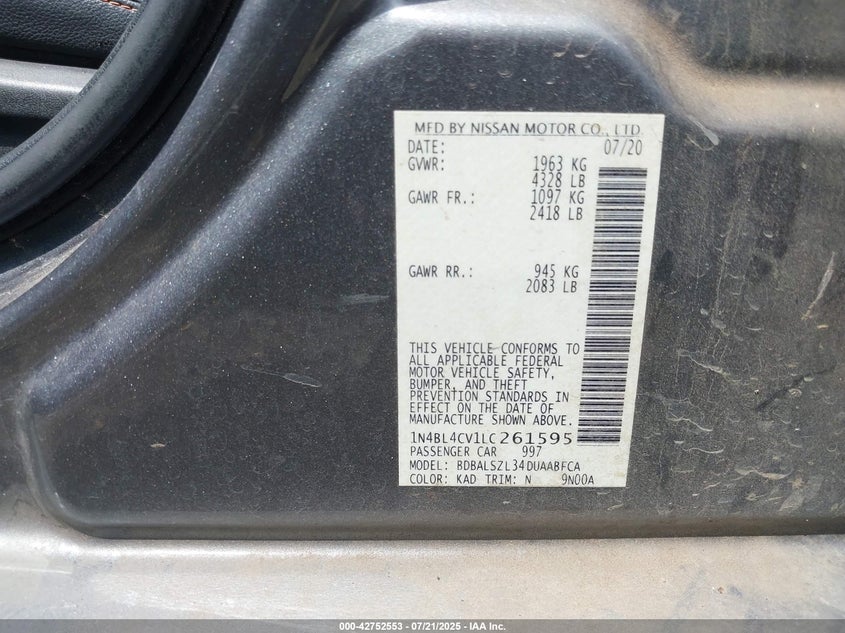 MFD BY NISSAN MOTOR CO., LTD.
DATE: 07/20
GVWR: 1963 KG
4328 LB
GAWR FR.: 1097 KG
2418 LB
GAWR RR.: 945 KG
2083 LB
THIS VEHICLE CONFORMS TO
ALL APPLICABLE FEDERAL
MOTOR VEHICLE SAFETY,
BUMPER, AND THEFT
PREVENTION STANDARDS IN
EFFECT ON THE DATE OF
MANUFACTURE SHOWN ABOVE.
1N4BL4CV1LC261595
PASSENGER CAR 997
MODEL: BDBALSZL34DUAABFCA
COLOR: KAD TRIM: N 9N00A
000-42752553 - 07/21/2025 - IAA Inc.